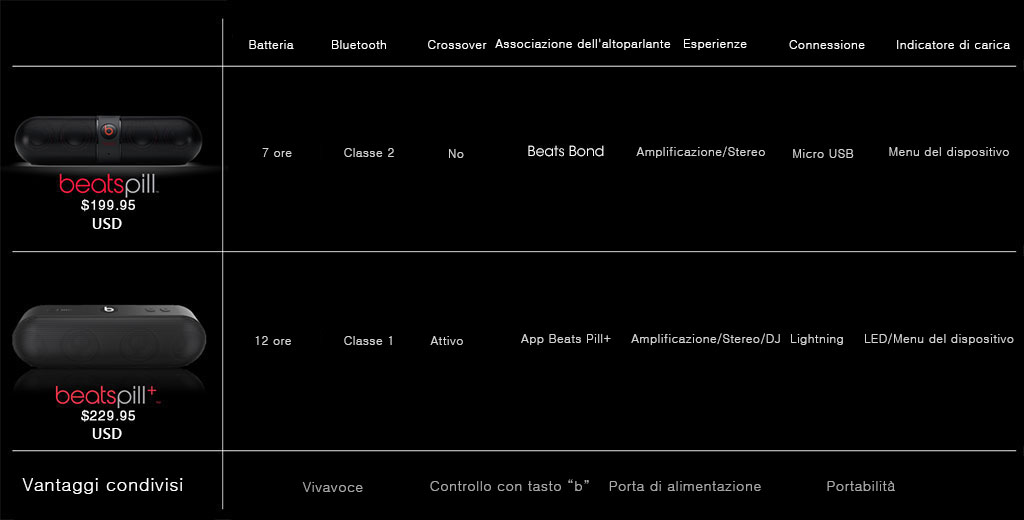 Batteria Bluetooth Crossover Associazione dell'altoparlante Esperienze Connessione Indicatore di carica
b
7 ore Classe 2 No Beats Bond Amplificazione/Stereo Micro USB Menu del dispositivo
beatspill
$199.95
USD
b
12 ore Classe 1 Attivo App Beats Pill+ Amplificazione/Stereo/DJ Lightning LED/Menu del dispositivo
beatspill+
$229.95
USD
Vantaggi condivisi Vivavoce Controllo con tasto “b” Porta di alimentazione Portabilità